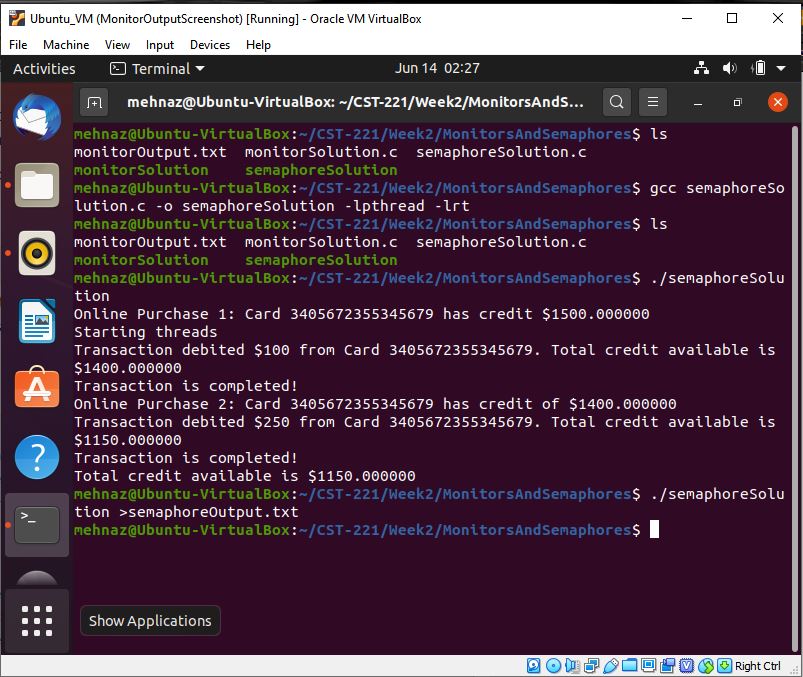 Ubuntu_VM (MonitorOutputScreenshot) [Running] - Oracle VM VirtualBox
File Machine View Input Devices Help
Activities Terminal Jun 14 02:27
mehnaz@Ubuntu-VirtualBox: ~/CST-221/Week2/MonitorsAndS...
mehnaz@Ubuntu-VirtualBox:~/CST-221/Week2/MonitorsAndSemaphores$ ls
monitorOutput.txt monitorSolution.c semaphoreSolution.c
monitorSolution semaphoreSolution
mehnaz@Ubuntu-VirtualBox:~/CST-221/Week2/MonitorsAndSemaphores$ gcc semaphoreSo
lution.c -o semaphoreSolution -lpthread -lrt
mehnaz@Ubuntu-VirtualBox:~/CST-221/Week2/MonitorsAndSemaphores$ ls
monitorOutput.txt monitorSolution.c semaphoreSolution.c
monitorSolution semaphoreSolution
mehnaz@Ubuntu-VirtualBox:~/CST-221/Week2/MonitorsAndSemaphores$ ./semaphoreSolu
tion
Online Purchase 1: Card 3405672355345679 has credit $1500.000000
Starting threads
Transaction debited $100 from Card 3405672355345679. Total credit available is
$1400.000000
Transaction is completed!
Online Purchase 2: Card 3405672355345679 has credit of $1400.000000
Transaction debited $250 from Card 3405672355345679. Total credit available is
$1150.000000
Transaction is completed!
Total credit available is $1150.000000
mehnaz@Ubuntu-VirtualBox:~/CST-221/Week2/MonitorsAndSemaphores$ ./semaphoreSolu
tion >semaphoreOutput.txt
mehnaz@Ubuntu-VirtualBox:~/CST-221/Week2/MonitorsAndSemaphores$
Show Applications
Right Ctrl